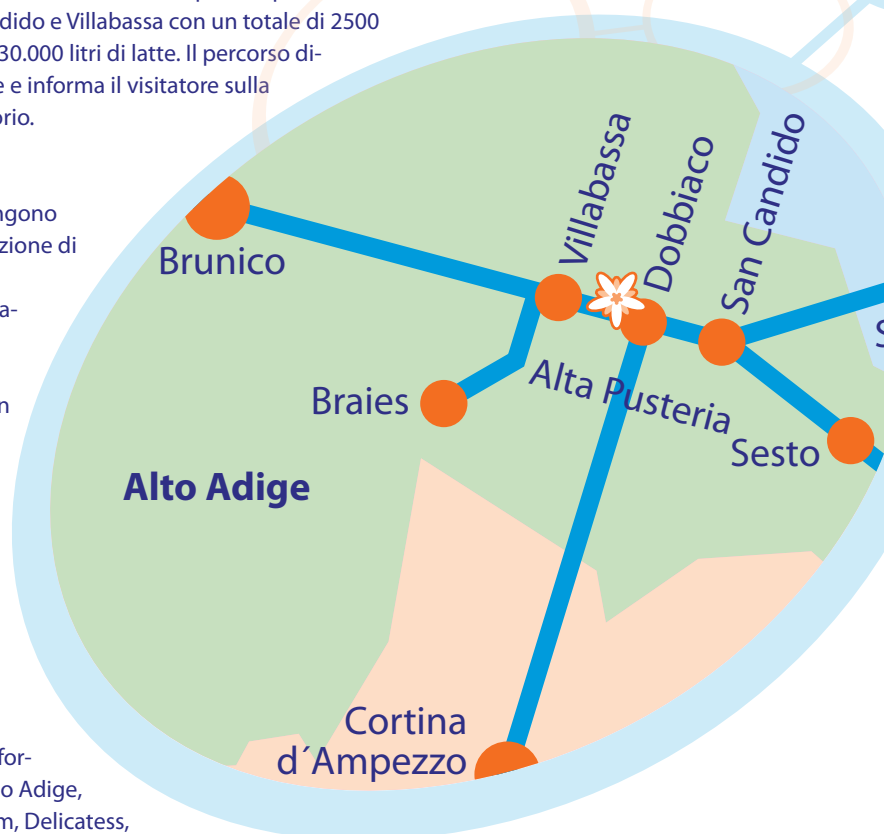 dido e Villabassa con un totale di 2500
30.000 litri di latte. Il percorso di-
e e informa il visitatore sulla
orio.
ngono
zione di
a-
n
for-
o Adige,
m, Delicatess,
Brunico
Villabassa
Dobbiaco
San Candido
S
Braies
Alta Pusteria
Sesto
Alto Adige
Cortina
d´Ampezzo